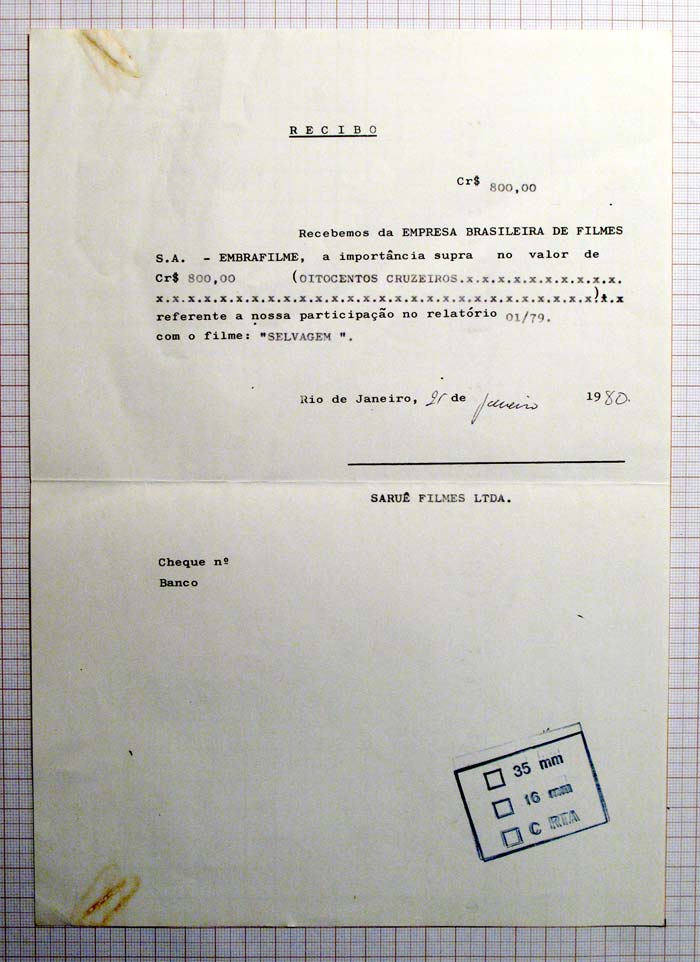 RECIBO
Cr$ 800,00
Recebemos da EMPRESA BRASILEIRA DE FILMES
S.A. - EMBRAFILME, a importância supra no valor de
Cr$ 800,00 (OITOCENTOS CRUZEIROS.x.x.x.x.x.x.x.x.x.x.
x.x.x.x.x.x.x.x.x.x.x.x.x.x.x.x.x.x.x.x.x.x.x.x.x.x.x.x).x.x
referente a nossa participação no relatório 01/79.
com o filme: "SELVAGEM ".
Rio de Janeiro, de janeiro 1980.
SARUÊ FILMES LTDA.
Cheque nº
Banco
35 mm
16 mm
C